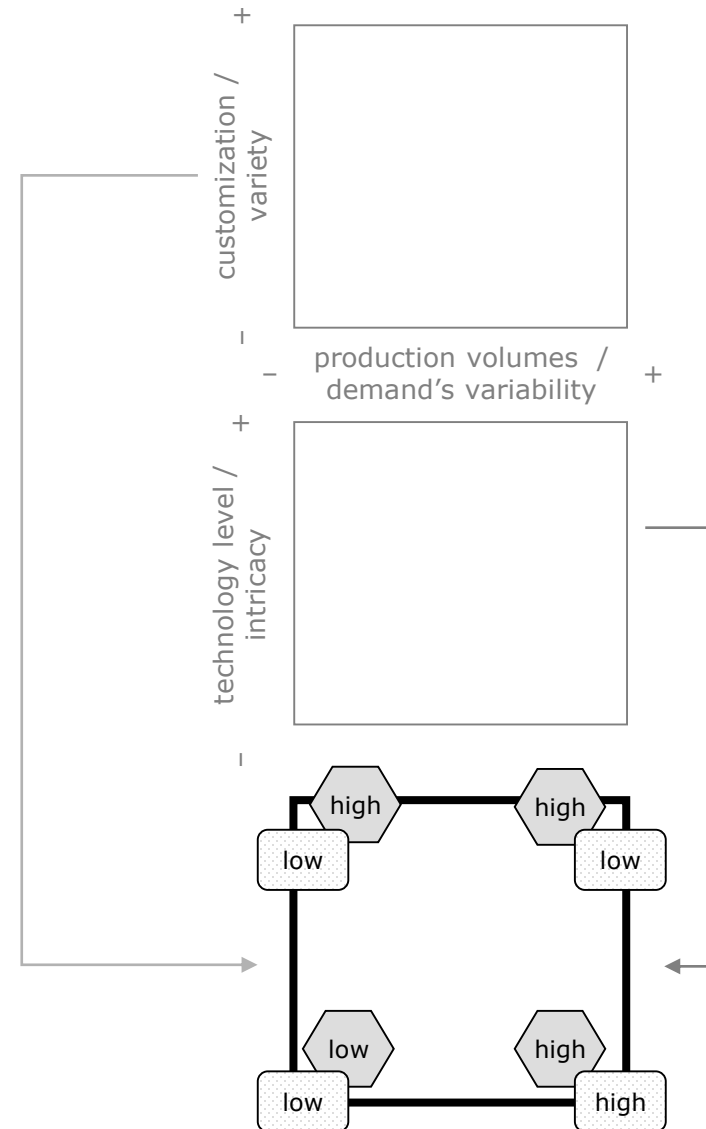 +
customization /
variety
–
–
production volumes /
demand's variability
+
+
technology level /
intricacy
–
high
high
low
low
low
high
low
high